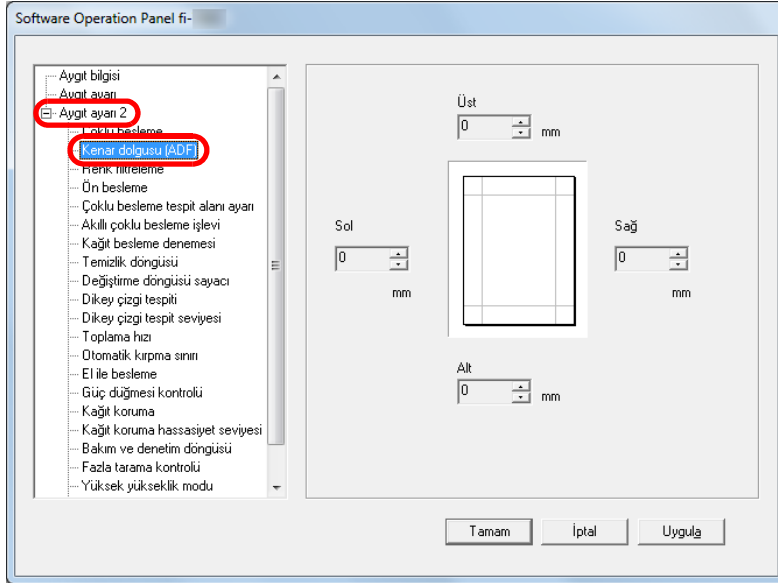 Software Operation Panel fi-
Aygıt bilgisi
Aygıt ayarı
Aygıt ayarı 2
Çoklu besleme
Kenar dolgusu (ADF)
Renk filtreleme
Ön besleme
Çoklu besleme tespit alanı ayarı
Akıllı çoklu besleme işlevi
Kağıt besleme denemesi
Temizlik döngüsü
Değiştirme döngüsü sayacı
Dikey çizgi tespiti
Dikey çizgi tespit seviyesi
Toplama hızı
Otomatik kırpma sınırı
El ile besleme
Güç düğmesi kontrolü
Kağıt koruma
Kağıt koruma hassasiyet seviyesi
Bakım ve denetim döngüsü
Fazla tarama kontrolü
Yüksek yükseklik modu
Üst
0 mm
Sol
0
mm
Sağ
0
mm
Alt
0 mm
Tamam
İptal
Uygula